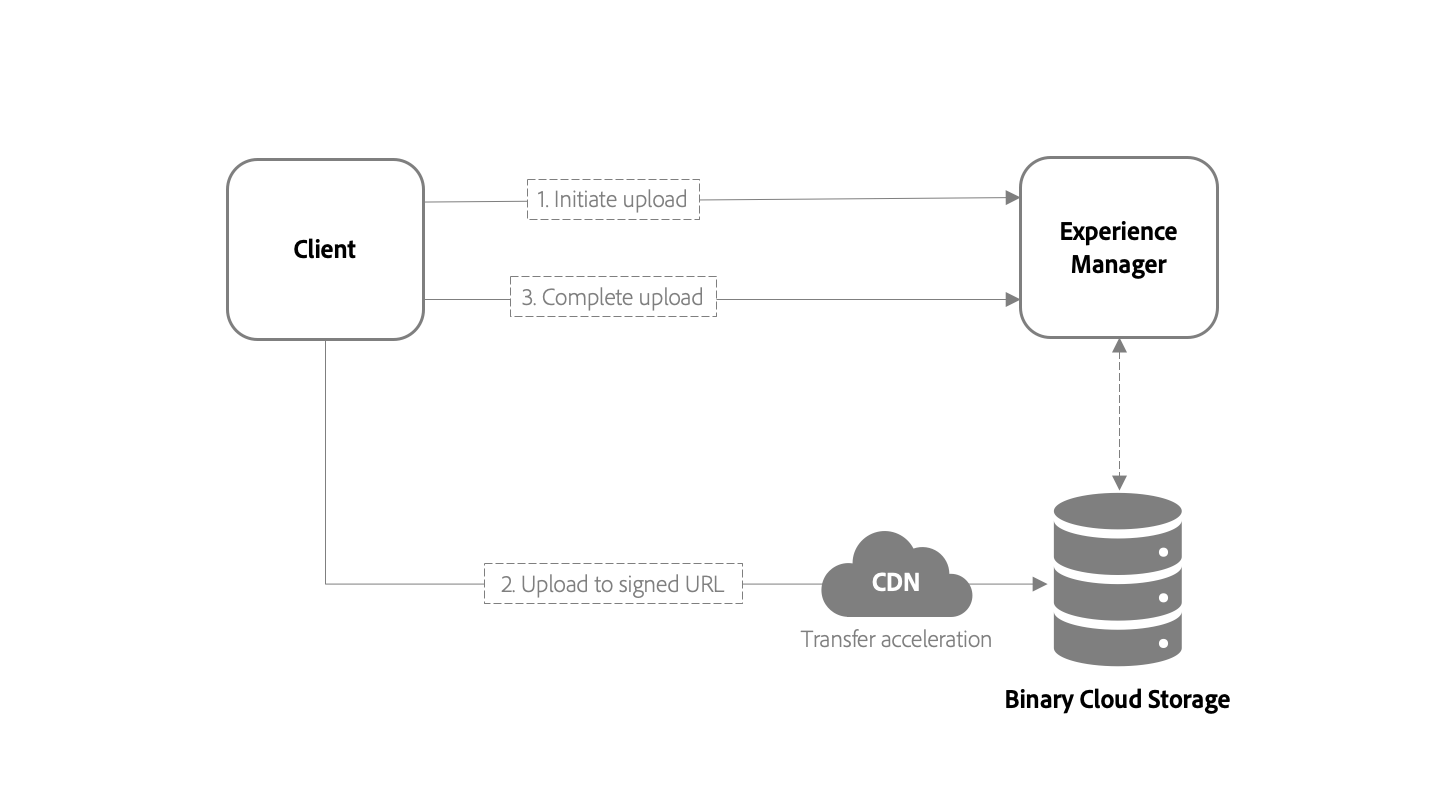 1. Initiate upload
Client
Experience
Manager
3. Complete upload
2. Upload to signed URL
CDN
Transfer acceleration
Binary Cloud Storage